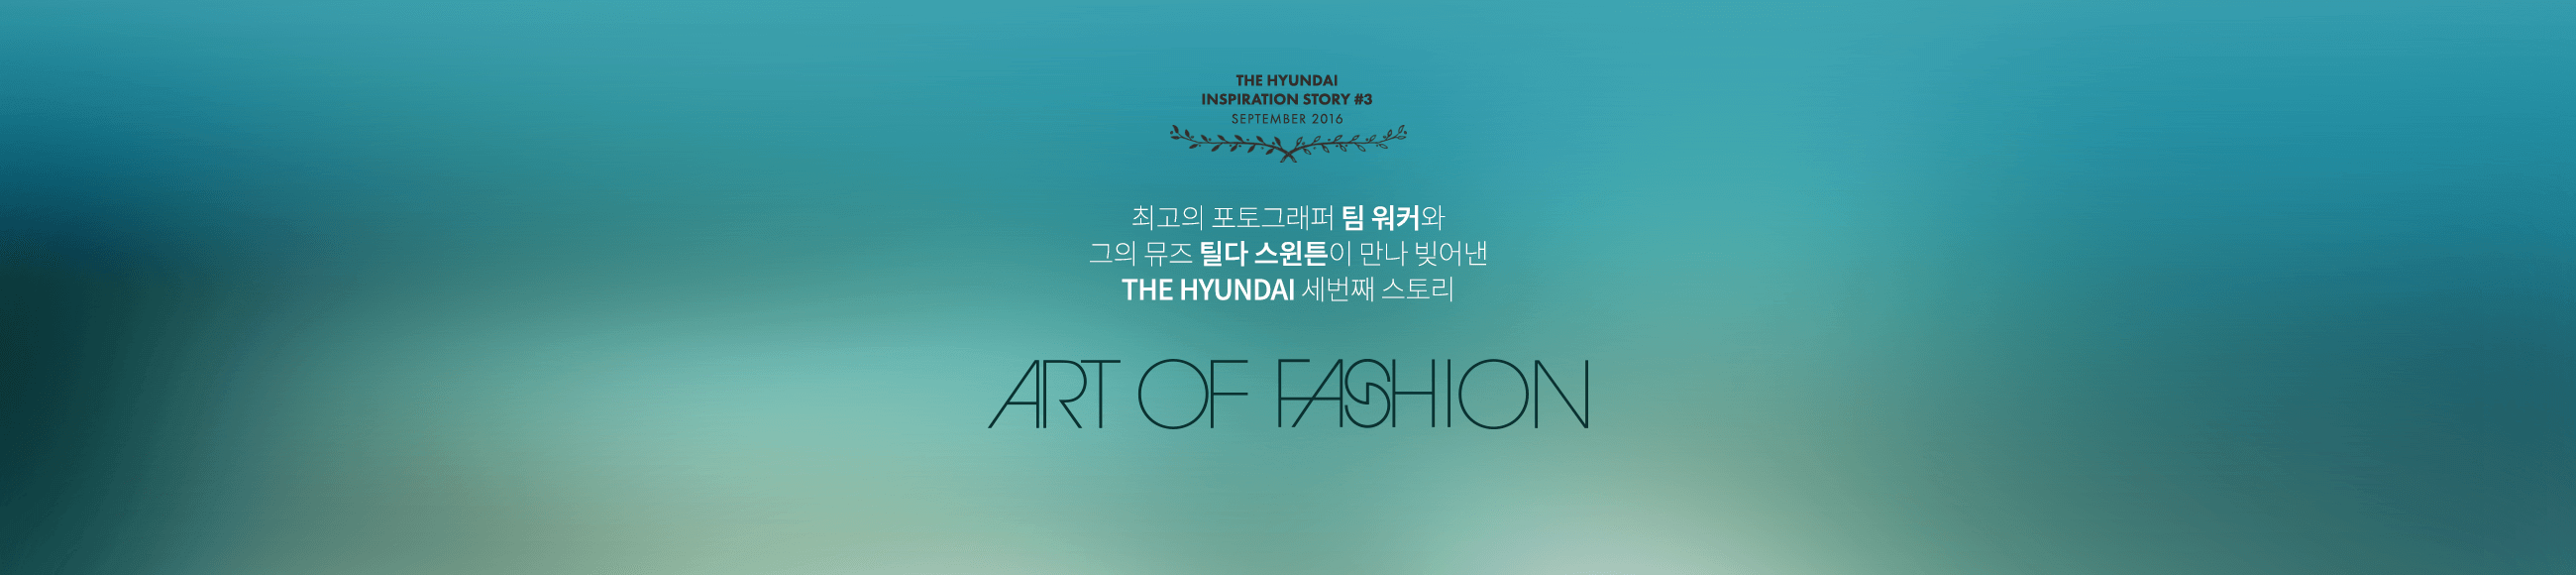 THE HYUNDAI
INSPIRATION STORY #3
SEPTEMBER 2016
최고의 포토그래퍼 팀 워커와
그의 뮤즈 틸다 스윈튼이 만나 빚어낸
THE HYUNDAI 세번째 스토리
ART OF FASHION